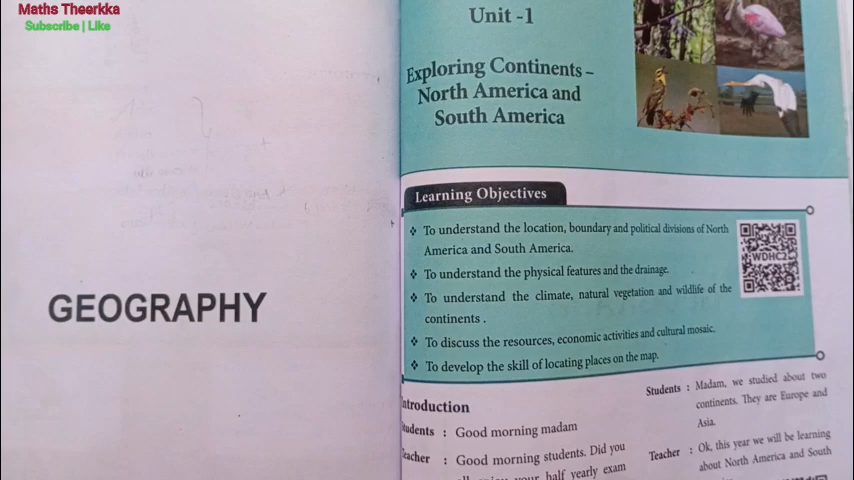 Maths Theerkka
Subscribe | Like
GEOGRAPHY
Unit -1
Exploring Continents –
North America and
South America
Learning Objectives
❖ To understand the location, boundary and political divisions of North
America and South America.
❖ To understand the physical features and the drainage.
❖ To understand the climate, natural vegetation and wildlife of the
continents .
❖ To discuss the resources, economic activities and cultural mosaic.
❖ To develop the skill of locating places on the map.
WDHC2
ntroduction
tudents : Good morning madam
eacher : Good morning students. Did you
your half yearly exam
Students : Madam, we studied about two
continents. They are Europe and
Asia.
Teacher : Ok, this year we will be learning
about North America and South